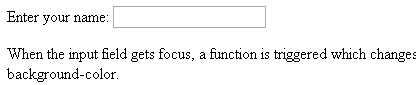 Enter your name:
When the input field gets focus, a function is triggered which changes
background-color.